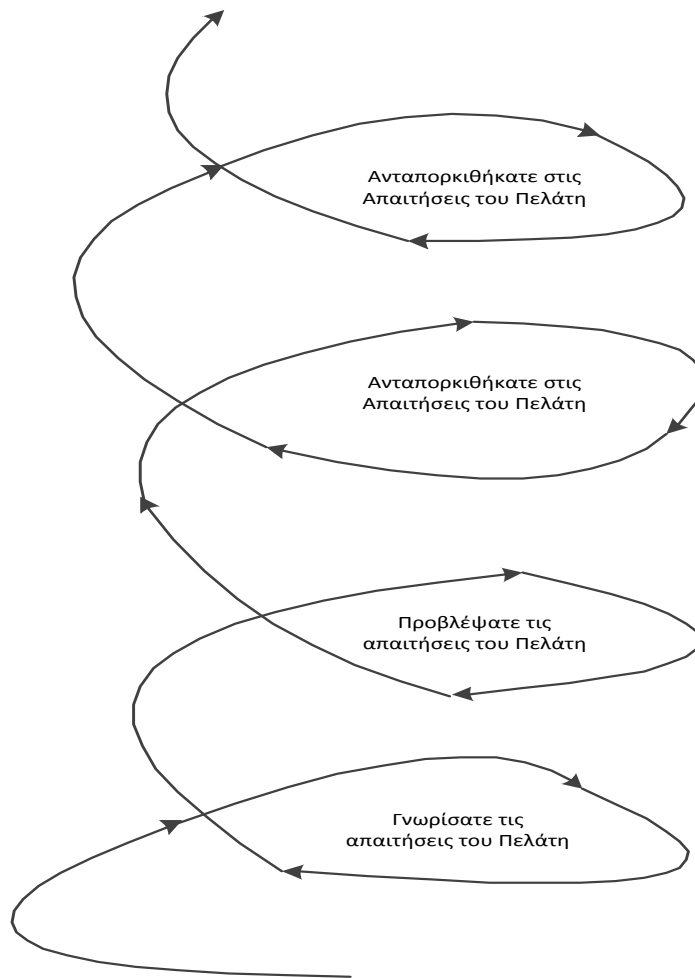 Ανταπορκιθήκατε στις
Απαιτήσεις του Πελάτη
Ανταπορκιθήκατε στις
Απαιτήσεις του Πελάτη
Προβλέψατε τις
απαιτήσεις του Πελάτη
Γνωρίσατε τις
απαιτήσεις του Πελάτη